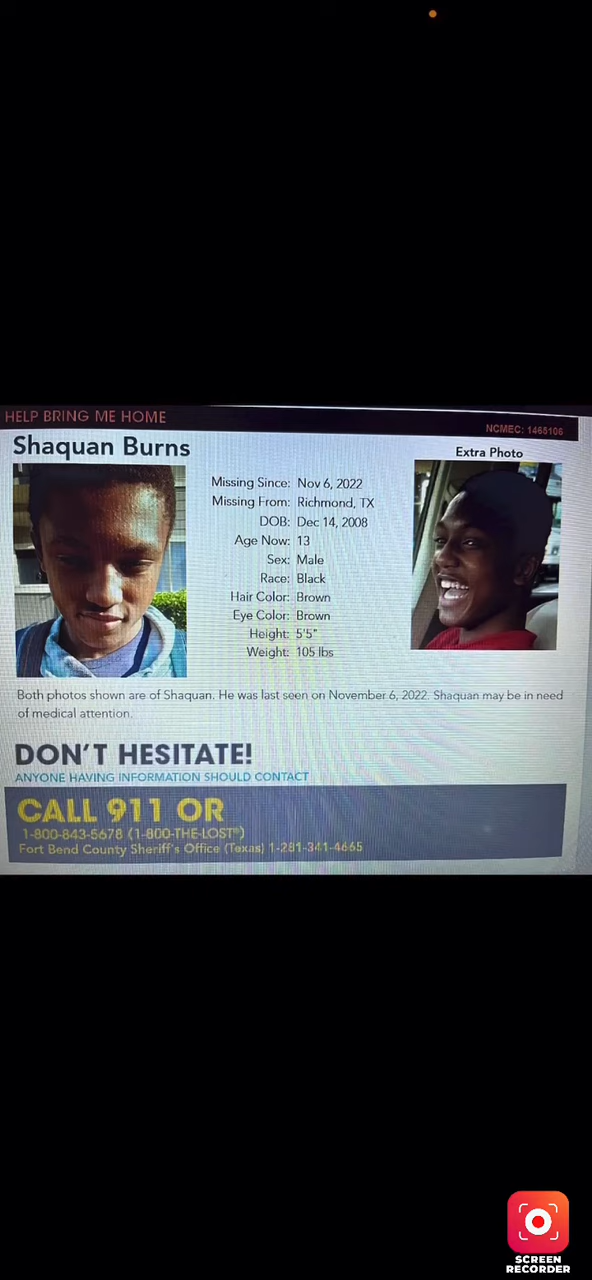 HELP BRING ME HOME
NCMEC: 1465106
Shaquan Burns
Extra Photo
Missing Since: Nov 6, 2022
Missing From: Richmond, TX
DOB: Dec 14, 2008
Age Now: 13
Sex: Male
Race: Black
Hair Color: Brown
Eye Color: Brown
Height: 5'5"
Weight: 105 lbs
Both photos shown are of Shaquan. He was last seen on November 6, 2022. Shaquan may be in need
of medical attention.
DON'T HESITATE!
ANYONE HAVING INFORMATION SHOULD CONTACT
CALL 911 OR
1-800-843-5678 (1-800-THE-LOST®)
Fort Bend County Sheriff's Office (Texas) 1-281-341-4665
SCREEN
RECORDER